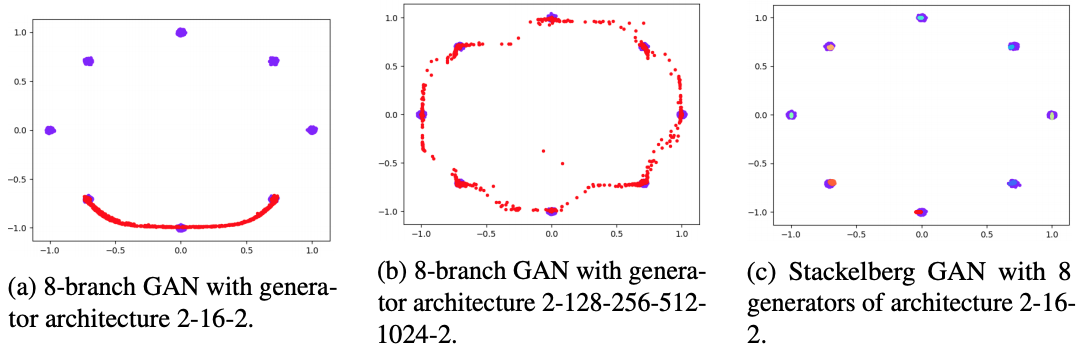 1.0
0.5
0.0
−0.5
−1.0
−1.0 −0.5 0.0 0.5 1.0
(a) 8-branch GAN with genera-
tor architecture 2-16-2.
1.0
0.5
0.0
−0.5
−1.0
−1.0 −0.5 0.0 0.5 1.0
(b) 8-branch GAN with genera-
tor architecture 2-128-256-512-
1024-2.
1.0
0.5
0.0
−0.5
−1.0
−1.0 −0.5 0.0 0.5 1.0
(c) Stackelberg GAN with 8
generators of architecture 2-16-
2.